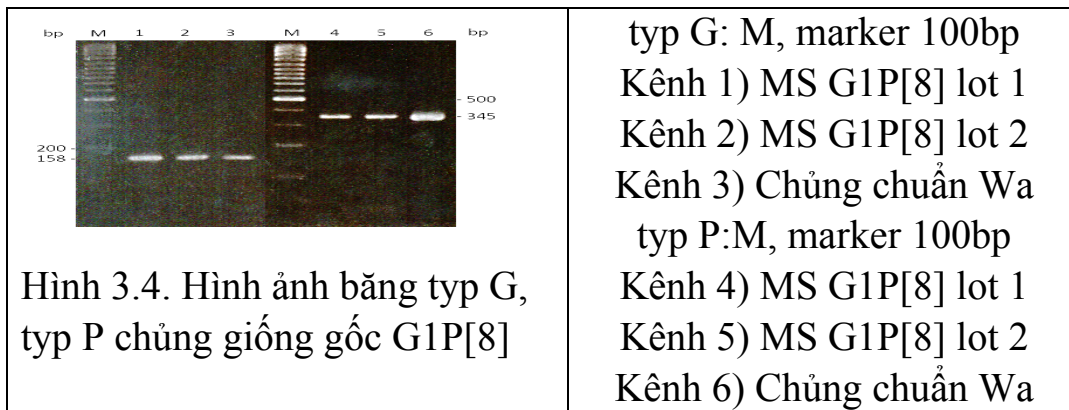 bp M 1 2 3 M 4 5 6 bp
- 500
- 345
200 -
158 -
Hình 3.4. Hình ảnh băng typ G,
typ P chủng giống gốc G1P[8]
typ G: M, marker 100bp
Kênh 1) MS G1P[8] lot 1
Kênh 2) MS G1P[8] lot 2
Kênh 3) Chủng chuẩn Wa
typ P:M, marker 100bp
Kênh 4) MS G1P[8] lot 1
Kênh 5) MS G1P[8] lot 2
Kênh 6) Chủng chuẩn Wa